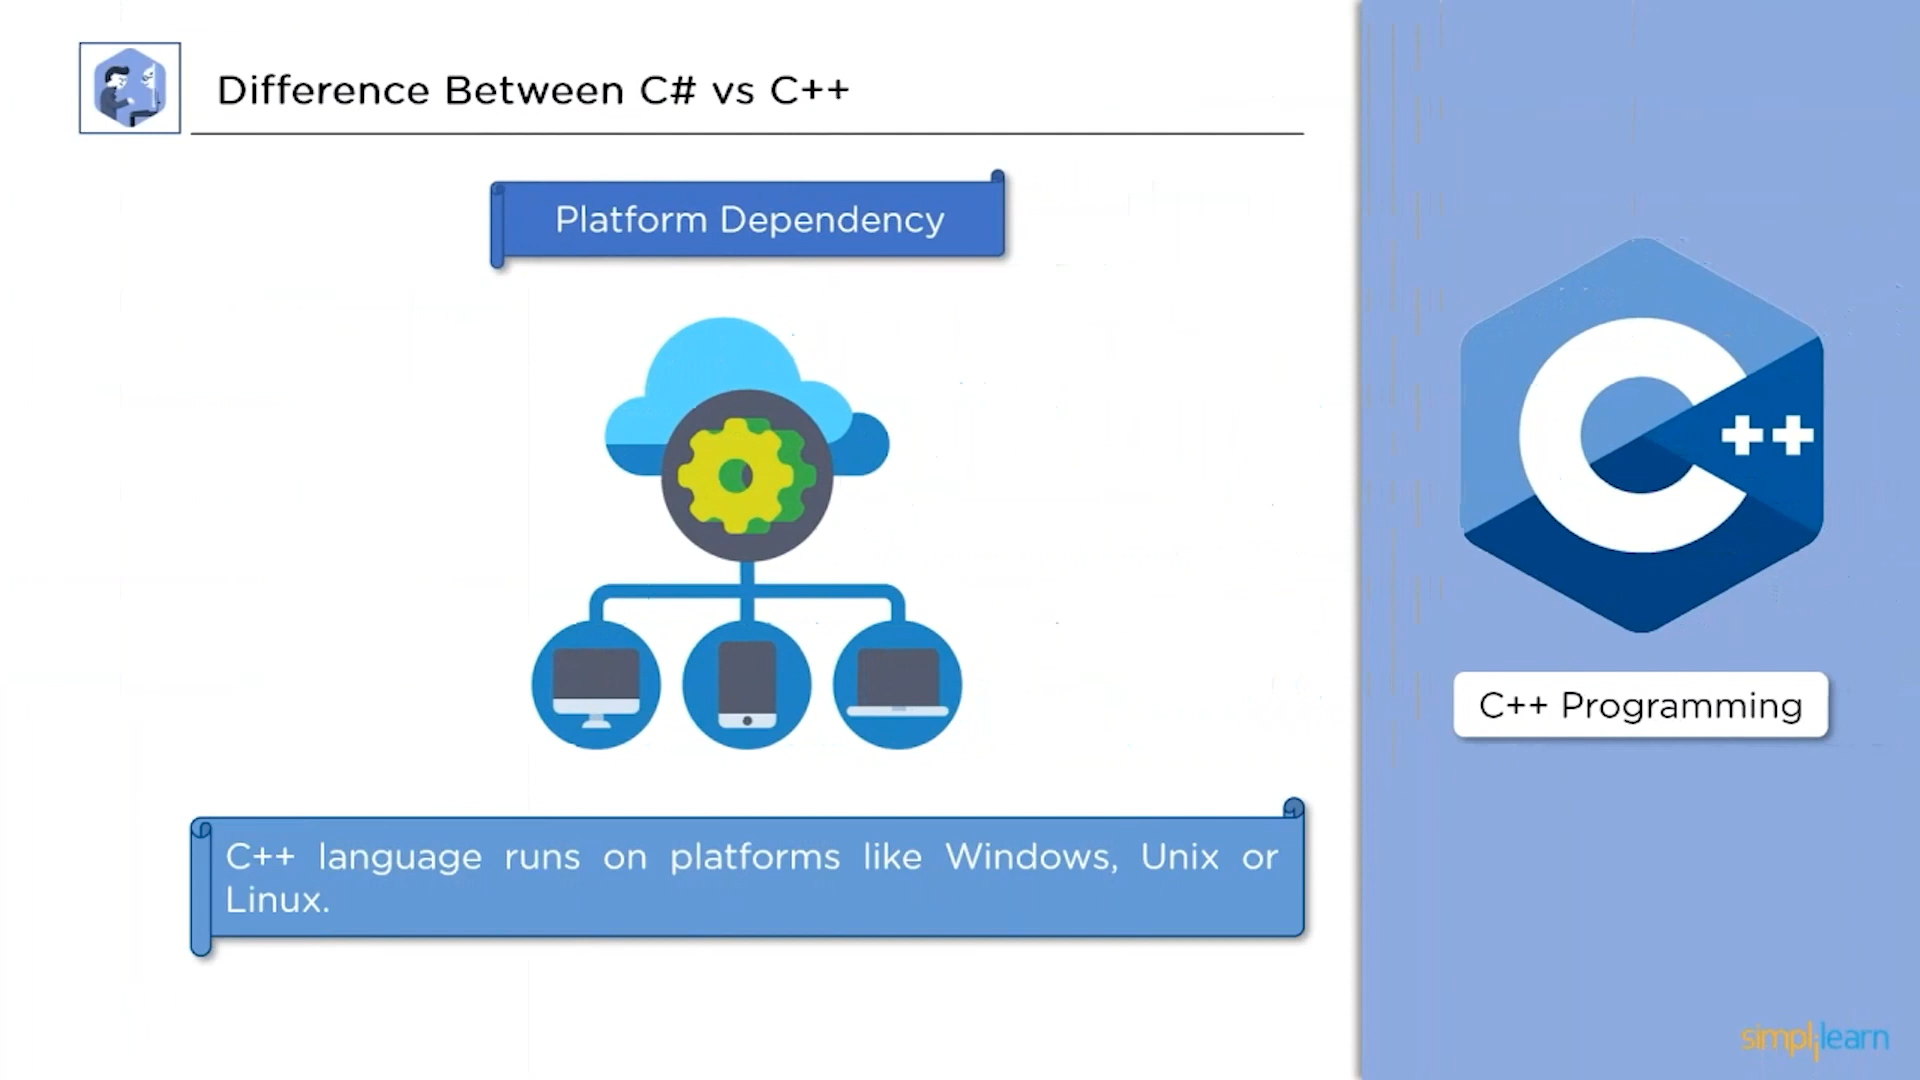 Difference Between C# vs C++
Platform Dependency
C++ language runs on platforms like Windows, Unix or
Linux.
C ++
C++ Programming
simplilearn